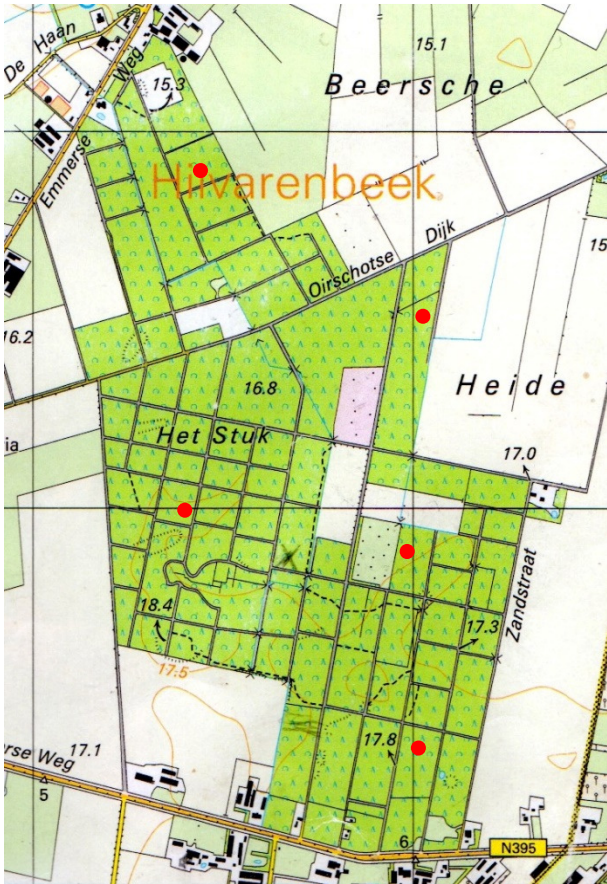 De Haan
Weg
15.1
15.3
Beersche
Emmerse
Hilvarenbeek
Dijk
15
Oirschotse
16.2
16.8
Heide
ia
Het Stuk
17.0
Zandstraat
18.4
17.3
17.5
17.8
rse Weg
17.1
5
6
N395